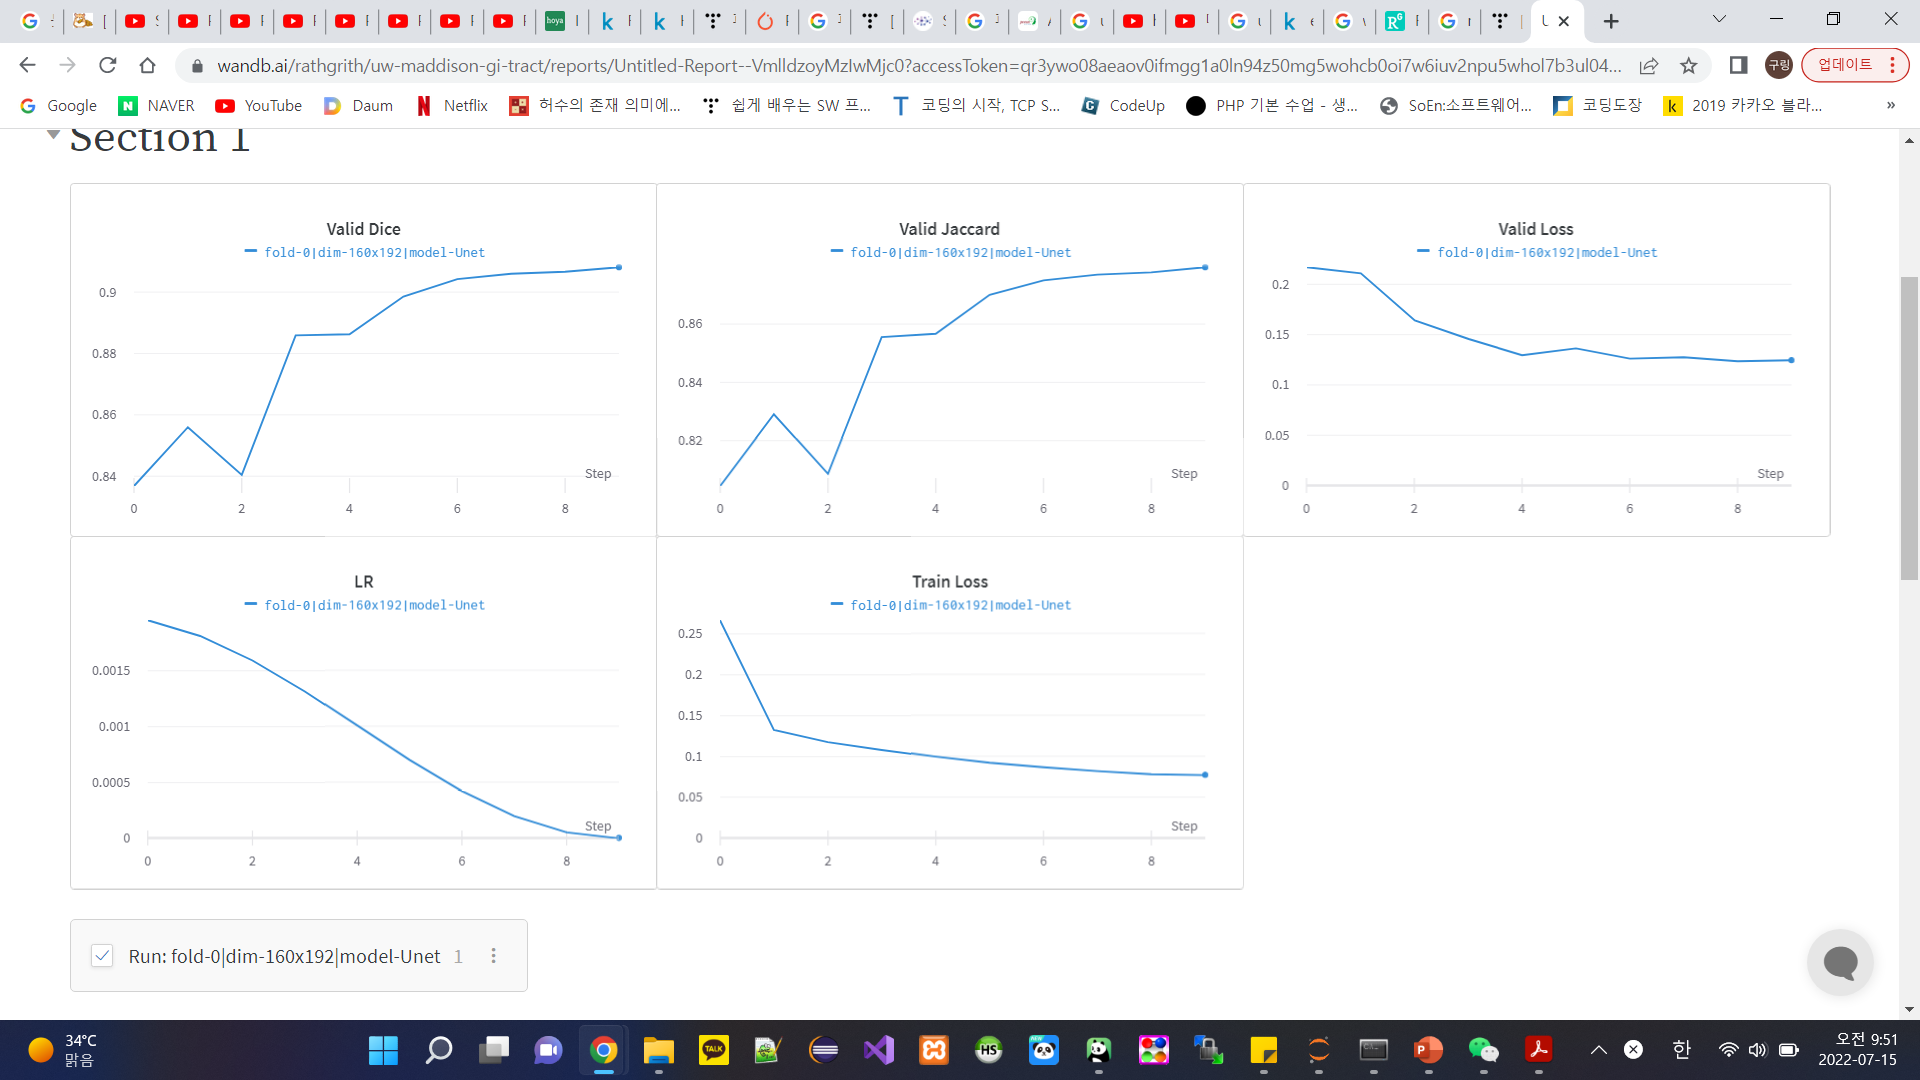 wandb.ai/rathgrith/uw-maddison-gi-tract/reports/Untitled-Report--VmlldzoyMzIwMjc0?accessToken=qr3ywo08aeaov0ifmgg1a0ln94z50mg5wohcb0oi7w6iuv2npu5whol7b3ul04...
구링
업데이트
Google
NAVER
YouTube
Daum
Netflix
허수의 존재 의미에...
쉽게 배우는 SW 프...
코딩의 시작, TCP S...
CodeUp
PHP 기본 수업 - 생...
SoEn:소프트웨어...
코딩도장
2019 카카오 블라...
»
Section 1
Valid Dice
fold-0|dim-160x192|model-Unet
0.9
0.88
0.86
0.84
Step
0 2 4 6 8
Valid Jaccard
fold-0|dim-160x192|model-Unet
0.86
0.84
0.82
Step
0 2 4 6 8
Valid Loss
fold-0|dim-160x192|model-Unet
0.2
0.15
0.1
0.05
0
Step
0 2 4 6 8
LR
fold-0|dim-160x192|model-Unet
0.0015
0.001
0.0005
0
Step
0 2 4 6 8
Train Loss
fold-0|dim-160x192|model-Unet
0.25
0.2
0.15
0.1
0.05
0
Step
0 2 4 6 8
Run: fold-0|dim-160x192|model-Unet 1
34°C
맑음
TALK
HS
한
오전 9:51
2022-07-15